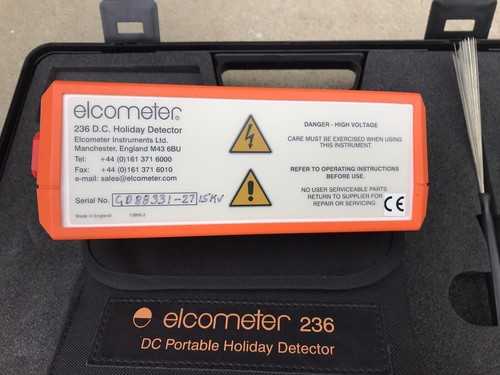 elcometer®
236 D.C. Holiday Detector
Elcometer Instruments Ltd.
Manchester, England M43 6BU
Tel: +44 (0)161 371 6000
Fax: +44 (0)161 371 6010
e-mail: sales@elcometer.com
Serial No. GD88331-27 15KV
Made in England
DANGER - HIGH VOLTAGE
CARE MUST BE EXERCISED WHEN USING
THIS INSTRUMENT.
REFER TO OPERATING INSTRUCTIONS
BEFORE USE.
NO USER SERVICEABLE PARTS.
RETURN TO SUPPLIER FOR
REPAIR OR SERVICING.
CE
elcometer 236
DC Portable Holiday Detector